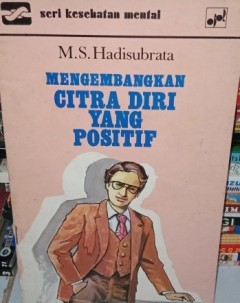 seri kesehatan mental
M.S. Hadisubrata
MENGEMBANGKAN
CITRA DIRI
YANG
POSITIF